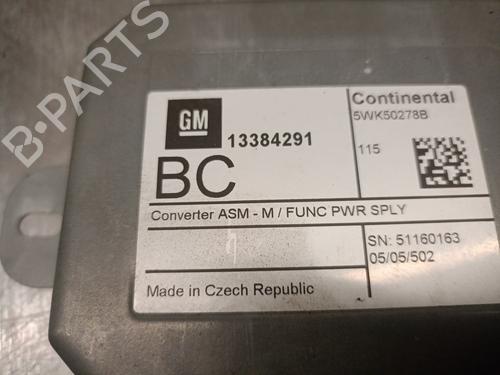 B-PARTS
GM
13384291
BC
Continental
5WK50278B
115
Converter ASM - M / FUNC PWR SPLY
SN: 51160163
05/05/502
Made in Czech Republic